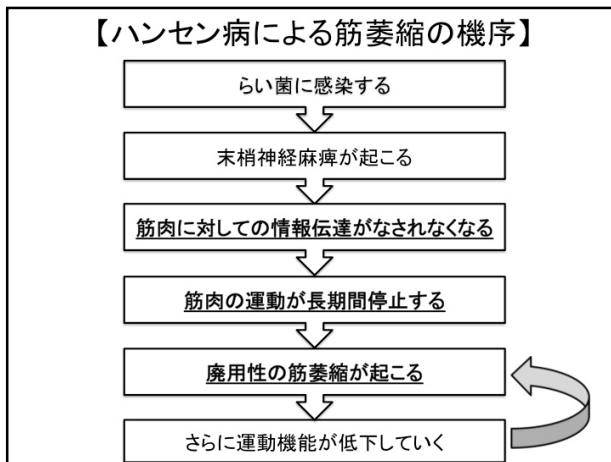 【ハンセン病による筋萎縮の機序】
らい菌に感染する
末梢神経麻痺が起こる
筋肉に対しての情報伝達がなされなくなる
筋肉の運動が長期間停止する
廃用性の筋萎縮が起こる
さらに運動機能が低下していく